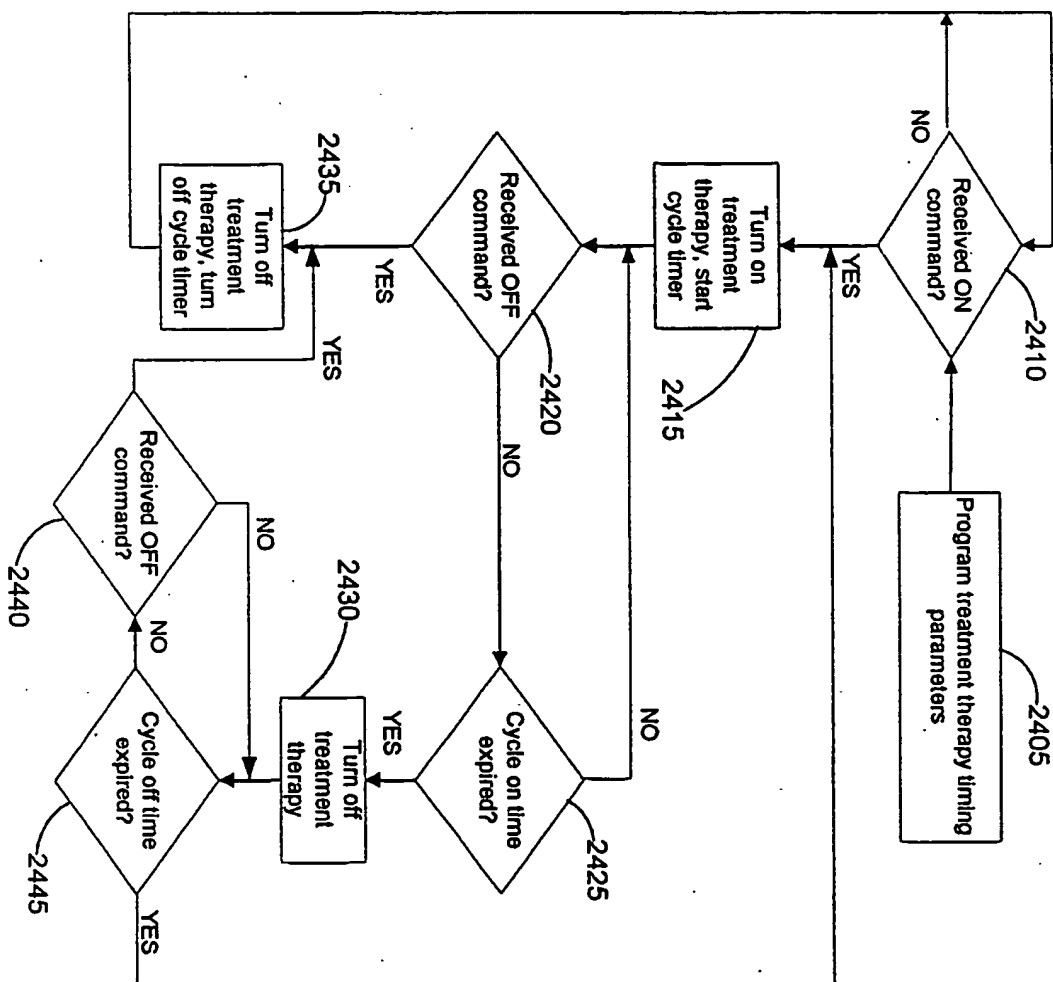 2405
Program treatment therapy timing
parameters
2410
Received ON
command?
NO
YES
2415
Turn on
treatment
therapy, start
cycle timer
2420
Received OFF
command?
NO
YES
2425
Cycle on time
expired?
NO
YES
2430
Turn off
treatment
therapy
2435
Turn off
treatment
therapy, turn
off cycle timer
2440
Received OFF
command?
YES
NO
2445
Cycle off time
expired?
NO
YES